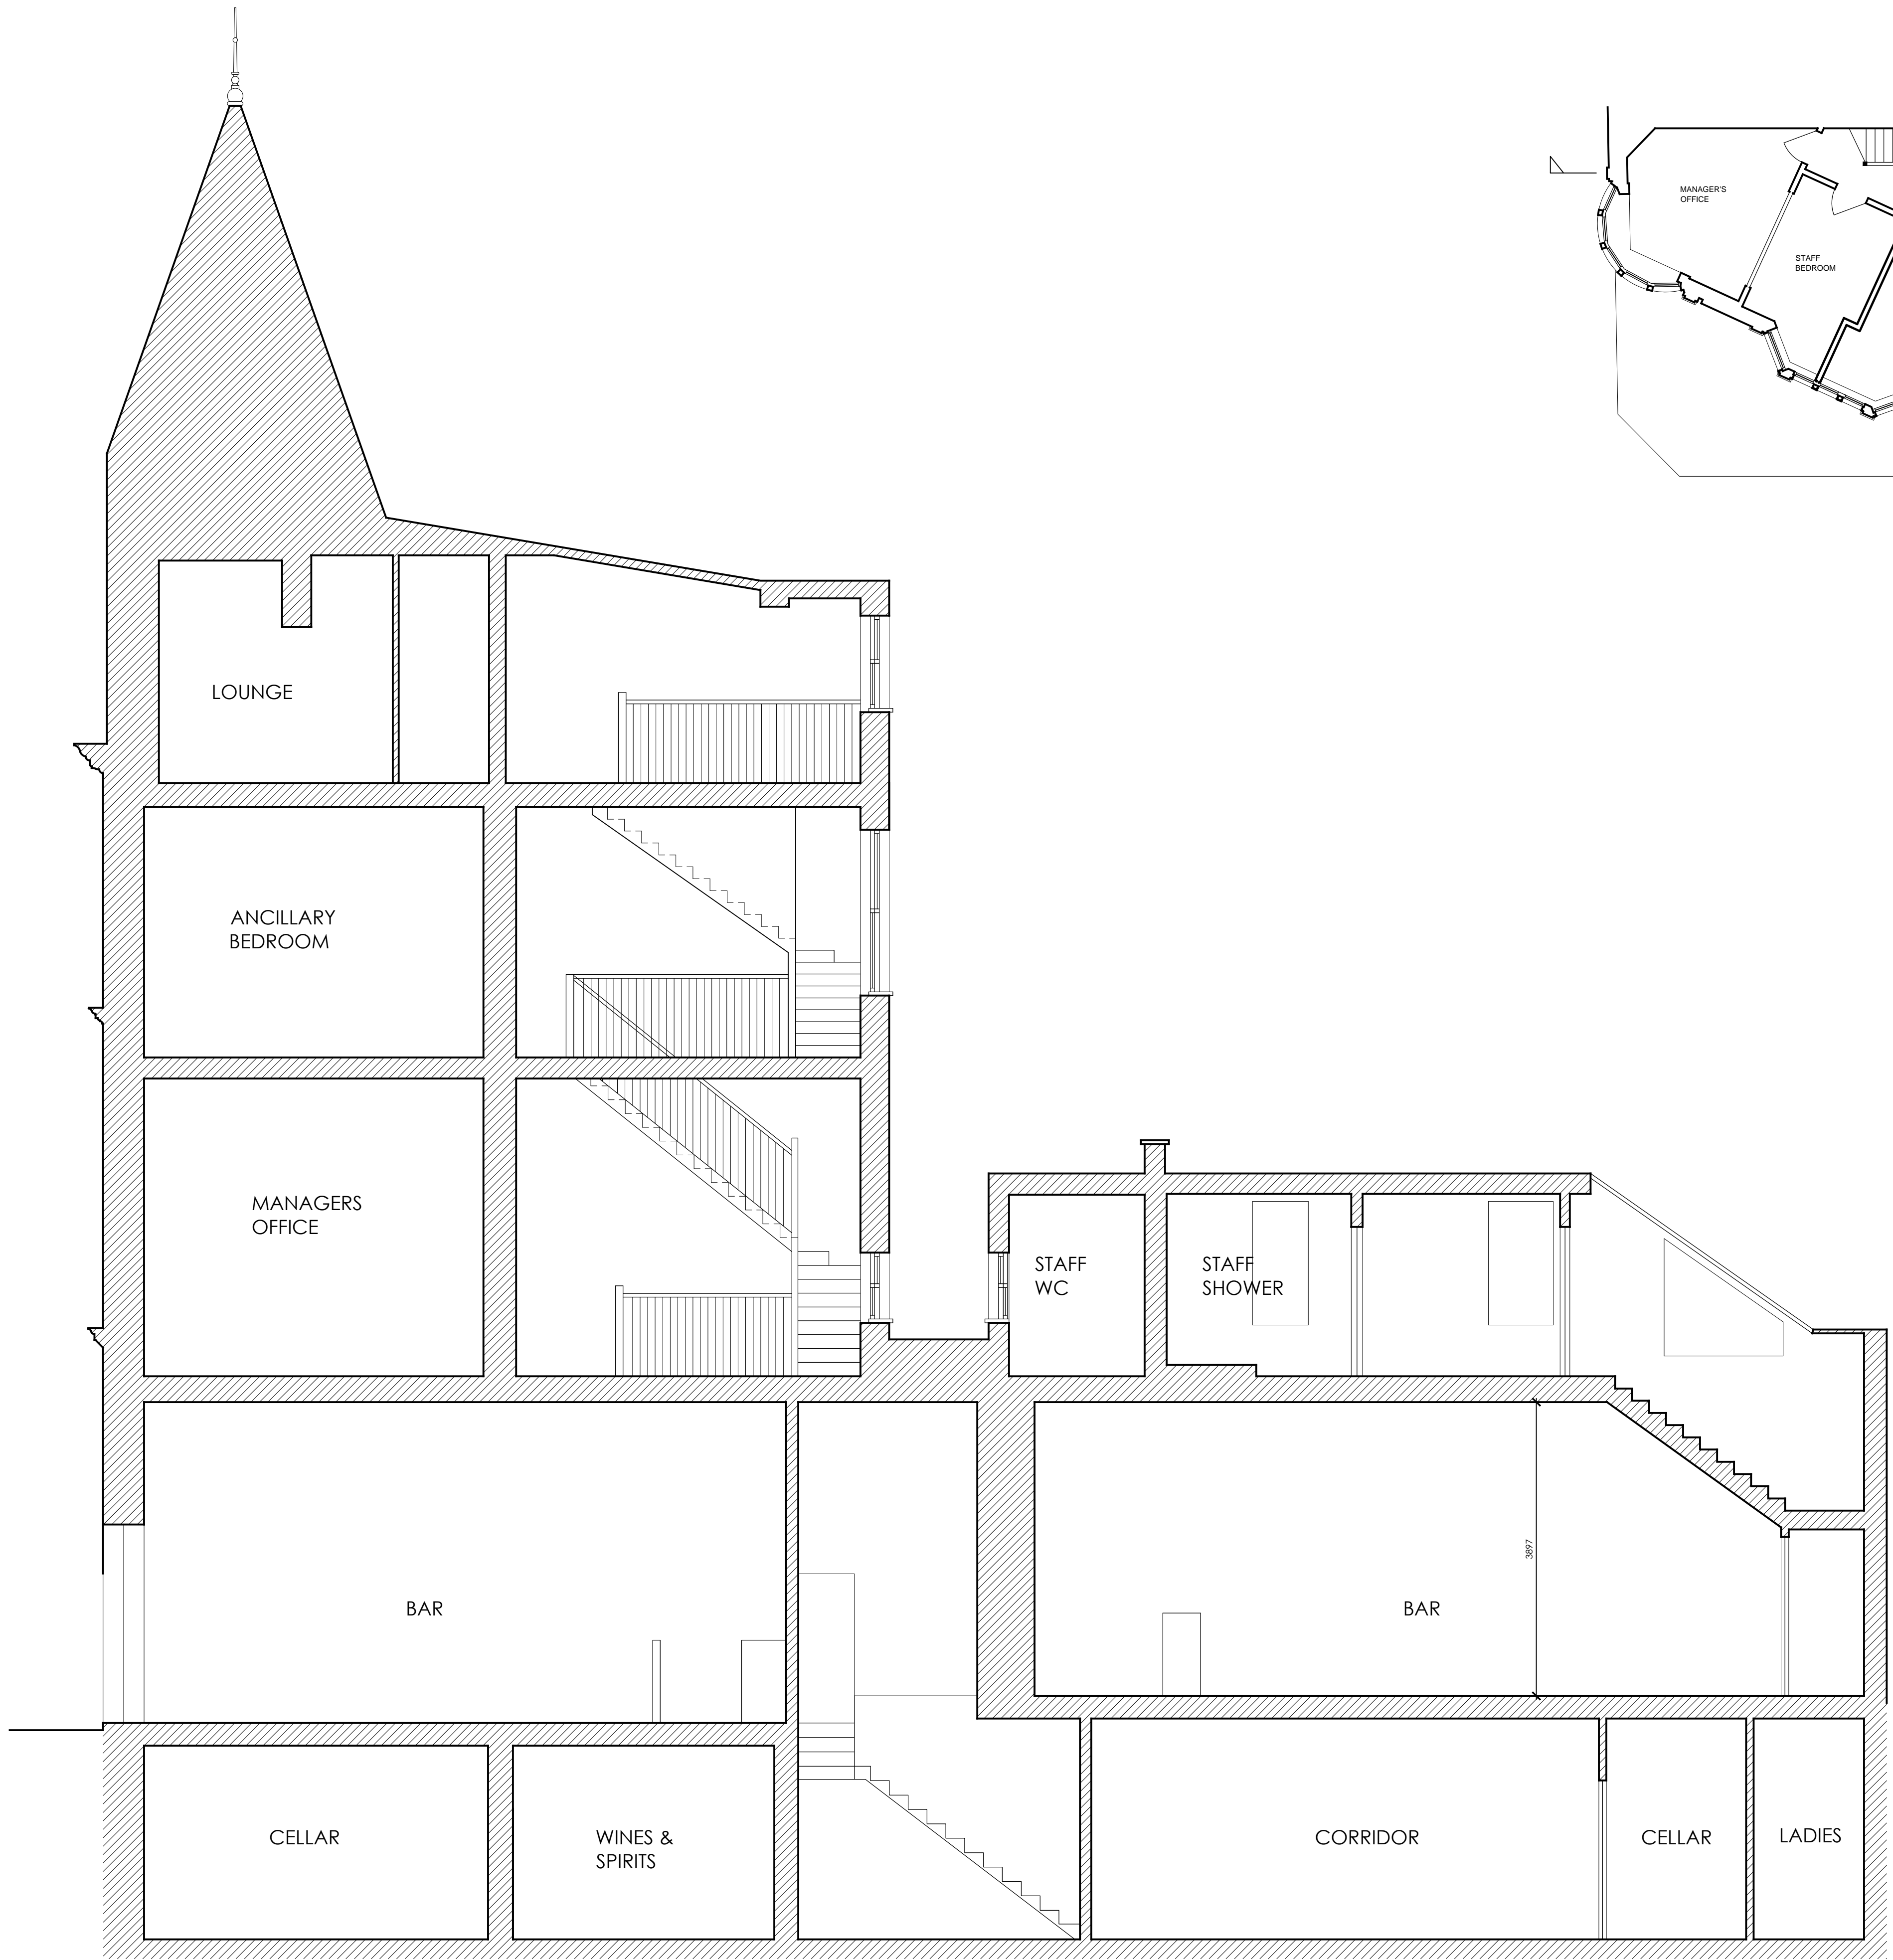 MANAGER'S
OFFICE
STAFF
BEDROOM
LOUNGE
ANCILLARY
BEDROOM
MANAGERS
OFFICE
STAFF
WC
STAFF
SHOWER
BAR
BAR
3897
CELLAR
WINES &
SPIRITS
CORRIDOR
CELLAR
LADIES